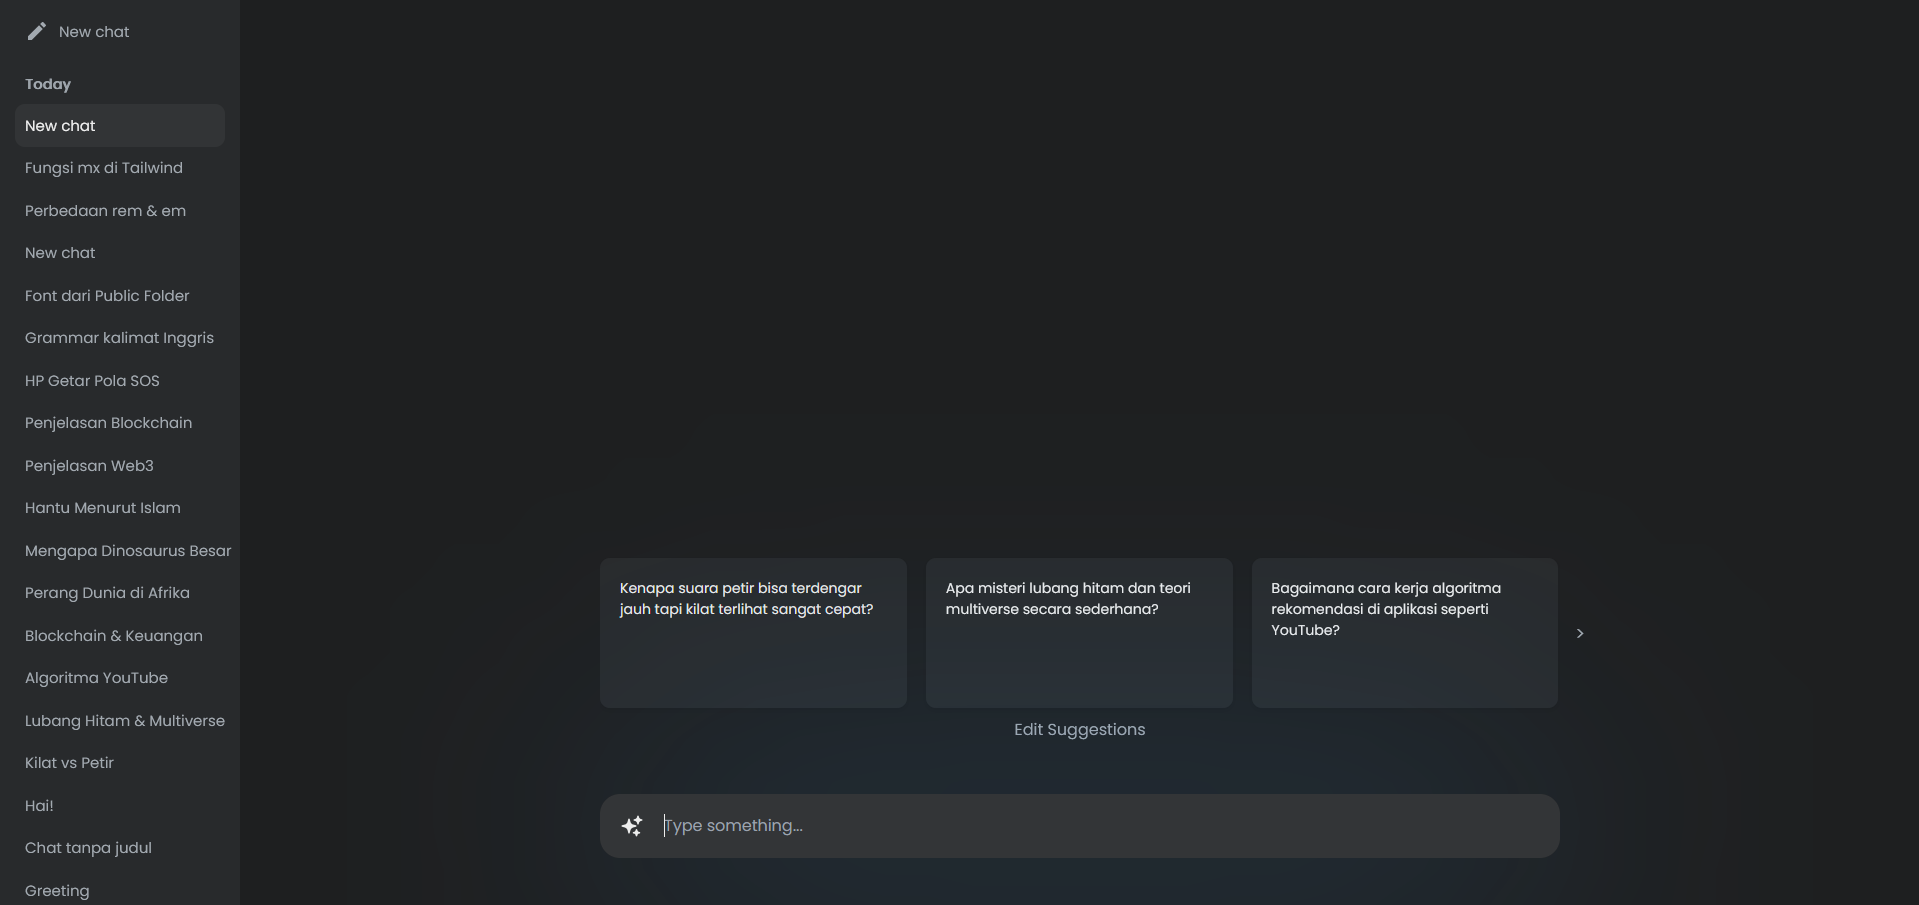 New chat
Today
New chat
Fungsi mx di Tailwind
Perbedaan rem & em
New chat
Font dari Public Folder
Grammar kalimat Inggris
HP Getar Pola SOS
Penjelasan Blockchain
Penjelasan Web3
Hantu Menurut Islam
Mengapa Dinosaurus Besar
Perang Dunia di Afrika
Blockchain & Keuangan
Algoritma YouTube
Lubang Hitam & Multiverse
Kilat vs Petir
Hai!
Chat tanpa judul
Greeting
Kenapa suara petir bisa terdengar
jauh tapi kilat terlihat sangat cepat?
Apa misteri lubang hitam dan teori
multiverse secara sederhana?
Bagaimana cara kerja algoritma
rekomendasi di aplikasi seperti
YouTube?
Edit Suggestions
Type something...